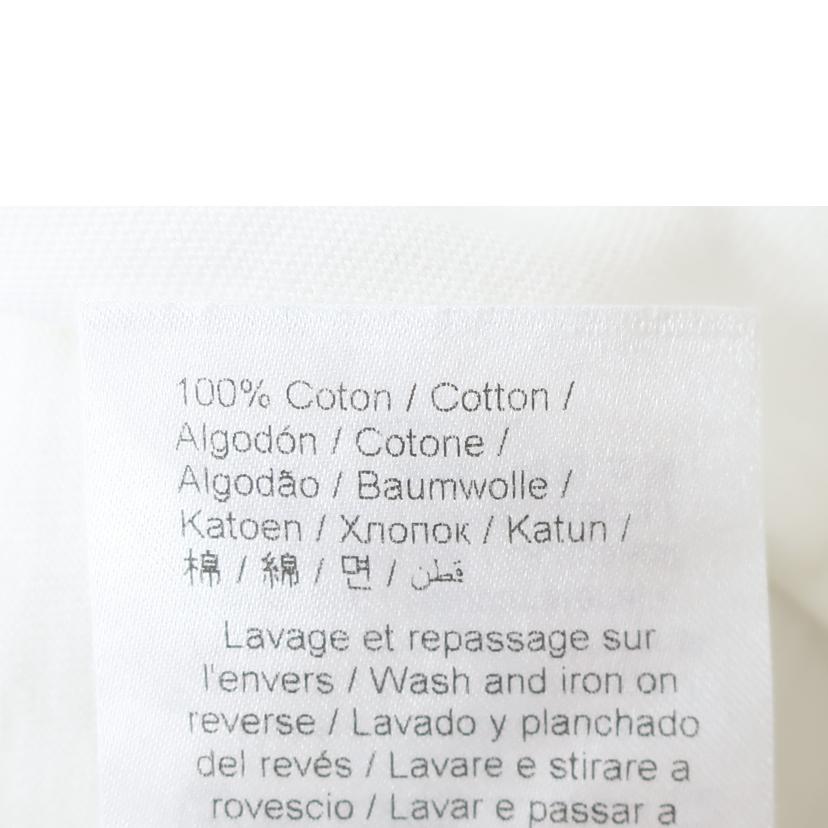 100% Coton / Cotton /
Algodón / Cotone /
Algodão / Baumwolle /
Katoen / Хлопок / Katun /
棉 / 綿 / 면 / قطن
Lavage et repassage sur
l'envers / Wash and iron on
reverse / Lavado y planchado
del revés / Lavare e stirare a
rovescio / Lavar e passar a